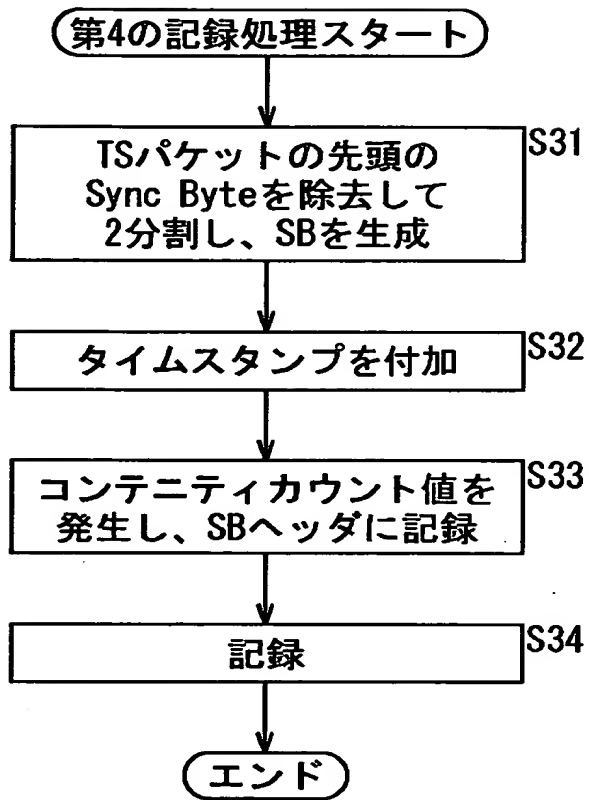 第4の記録処理スタート
S31
TSパケットの先頭の
Sync Byteを除去して
2分割し、SBを生成
S32
タイムスタンプを付加
S33
コンテニティカウント値を
発生し、SBヘッダに記録
S34
記録
エンド